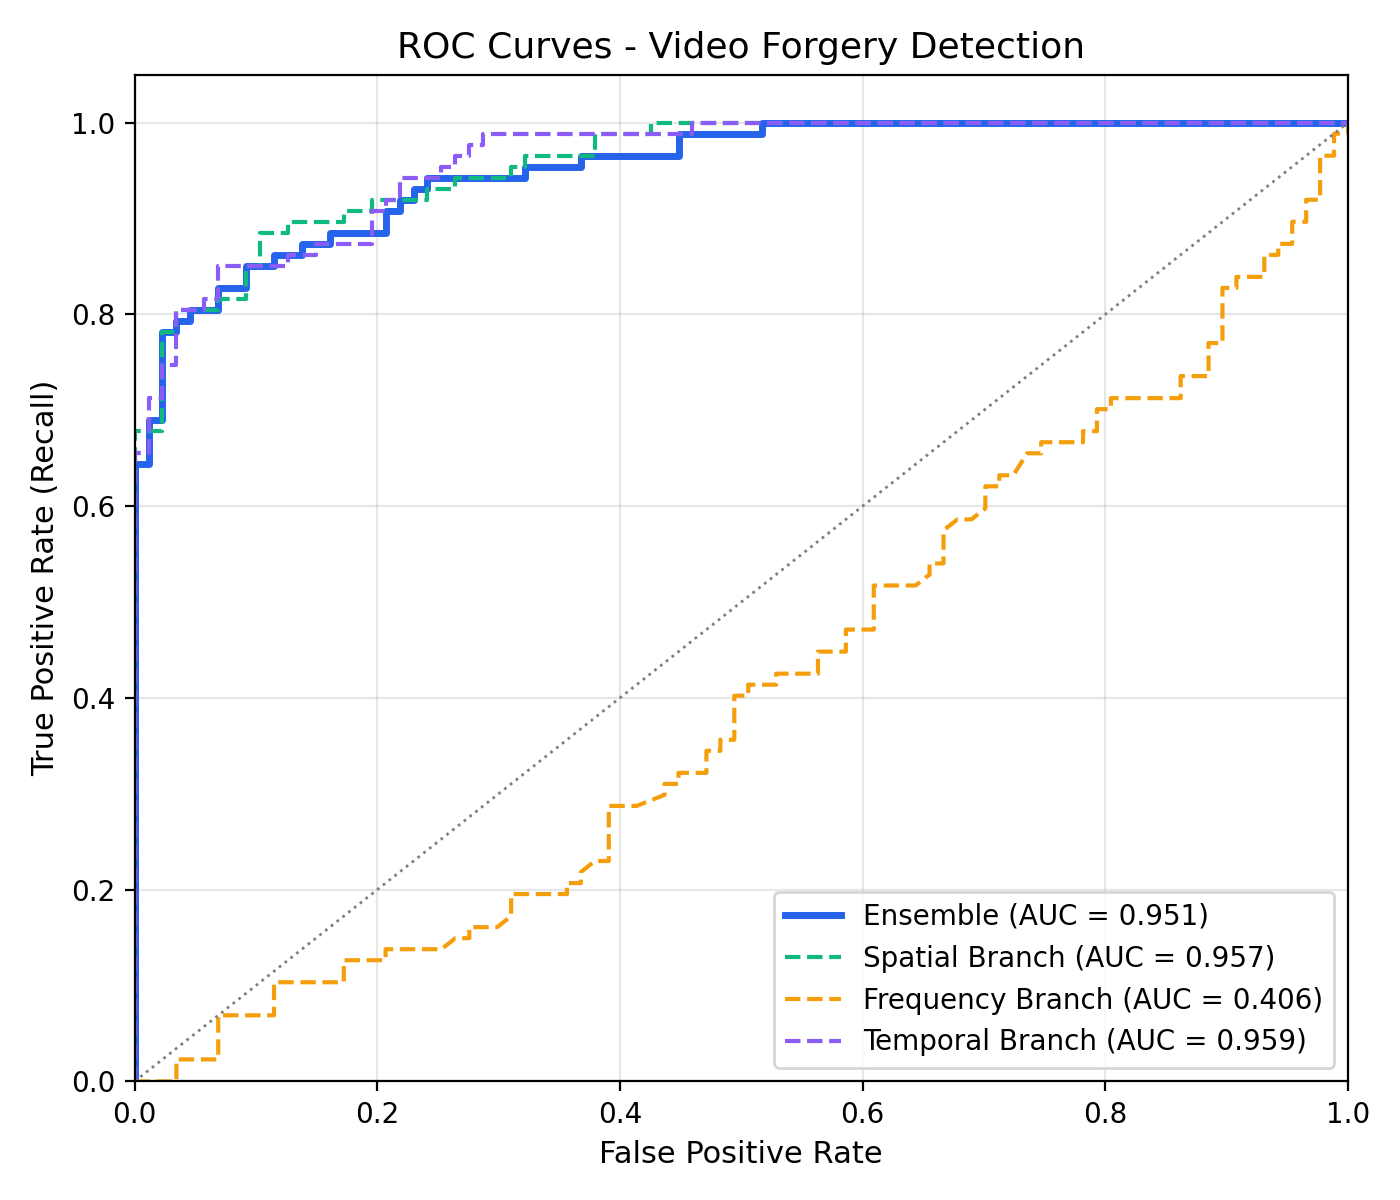 ROC Curves - Video Forgery Detection
True Positive Rate (Recall)
1.0
0.8
0.6
0.4
0.2
0.0
Ensemble (AUC = 0.951)
Spatial Branch (AUC = 0.957)
Frequency Branch (AUC = 0.406)
Temporal Branch (AUC = 0.959)
0.0 0.2 0.4 0.6 0.8 1.0
False Positive Rate